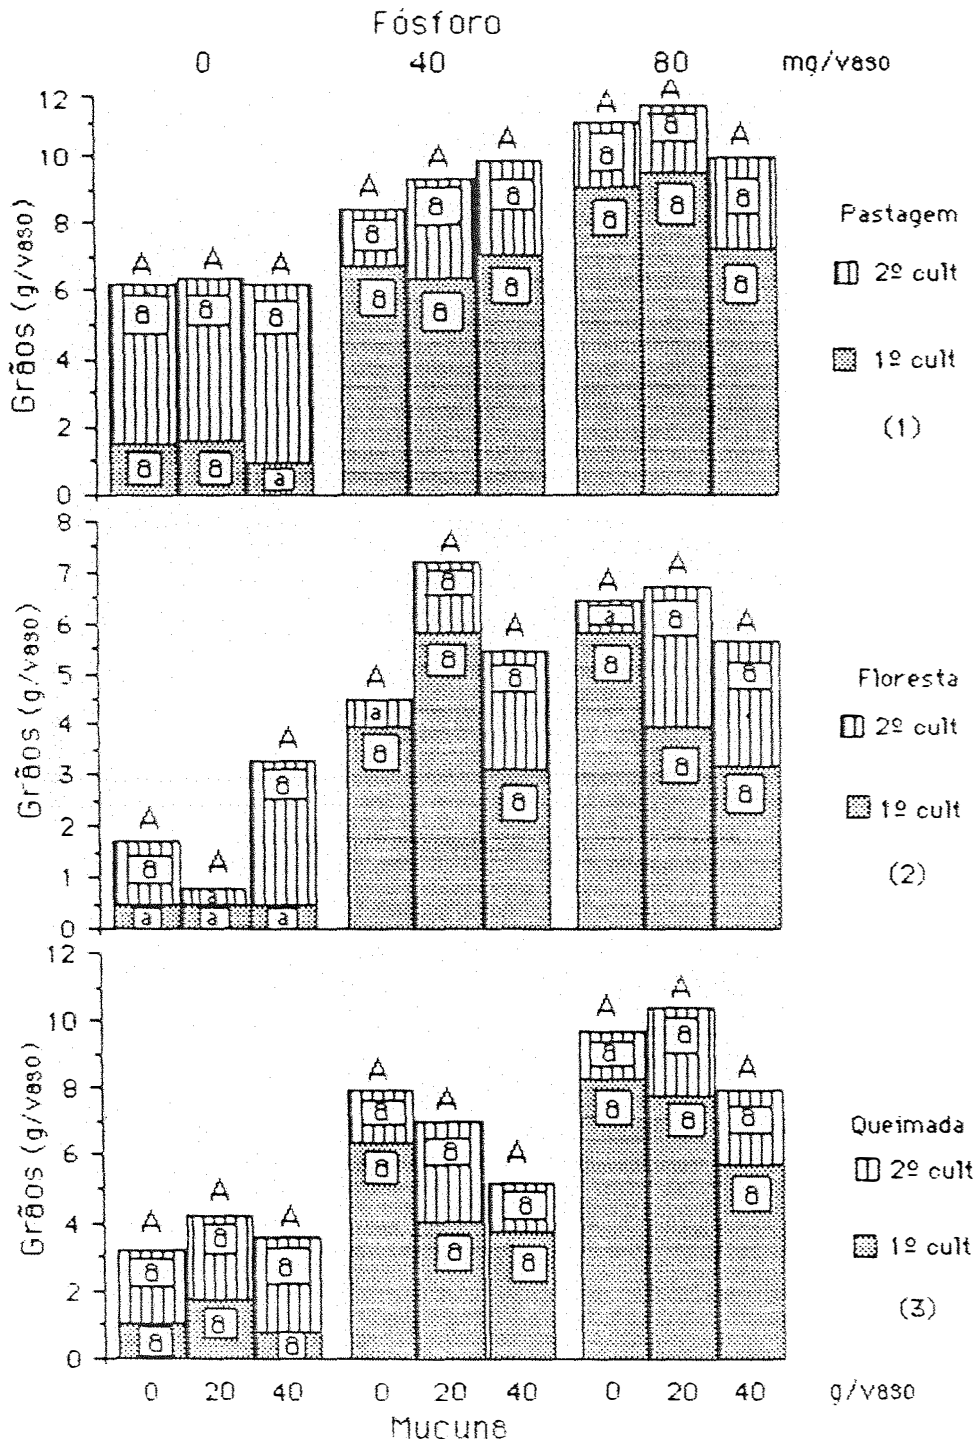 Fósforo
0 40 80 mg/vaso
Grãos (g/vaso)
12
10
8
6
4
2
0
A A A A A A A A A
a a a a a a a a a
a a a a a a a a a
Pastagem
2º cult
1º cult
(1)
Grãos (g/vaso)
8
7
6
5
4
3
2
1
0
A A A A A A A A A
a a a a a a a a a
a a a a a a a a a
Floresta
2º cult
1º cult
(2)
Grãos (g/vaso)
12
10
8
6
4
2
0
A A A A A A A A A
a a a a a a a a a
a a a a a a a a a
Queimada
2º cult
1º cult
(3)
0 20 40 0 20 40 0 20 40 g/vaso
Mucuna